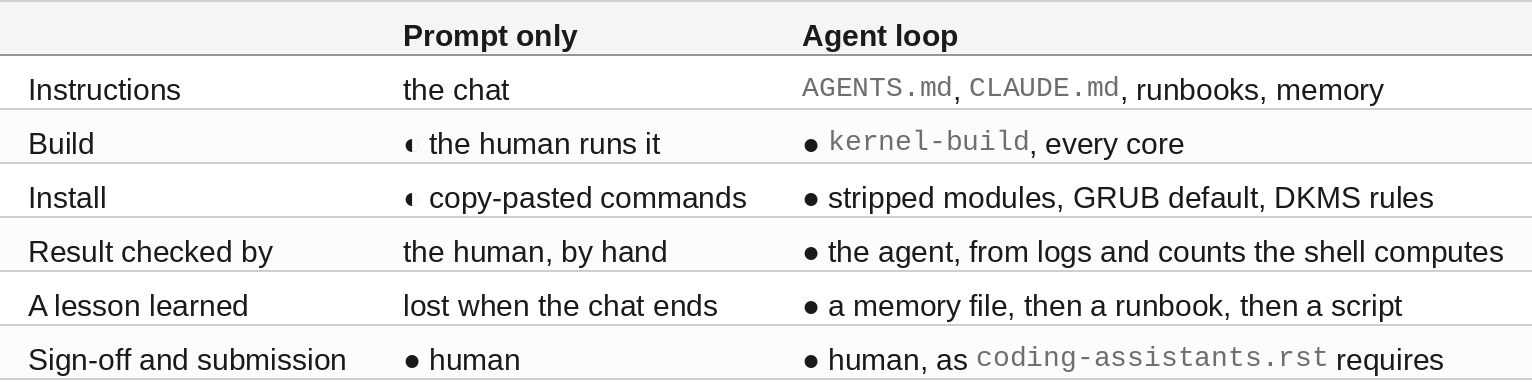 Prompt only Agent loop
Instructions the chat AGENTS.md, CLAUDE.md, runbooks, memory
Build ◖ the human runs it ● kernel-build, every core
Install ◖ copy-pasted commands ● stripped modules, GRUB default, DKMS rules
Result checked by the human, by hand ● the agent, from logs and counts the shell computes
A lesson learned lost when the chat ends ● a memory file, then a runbook, then a script
Sign-off and submission ● human ● human, as coding-assistants.rst requires